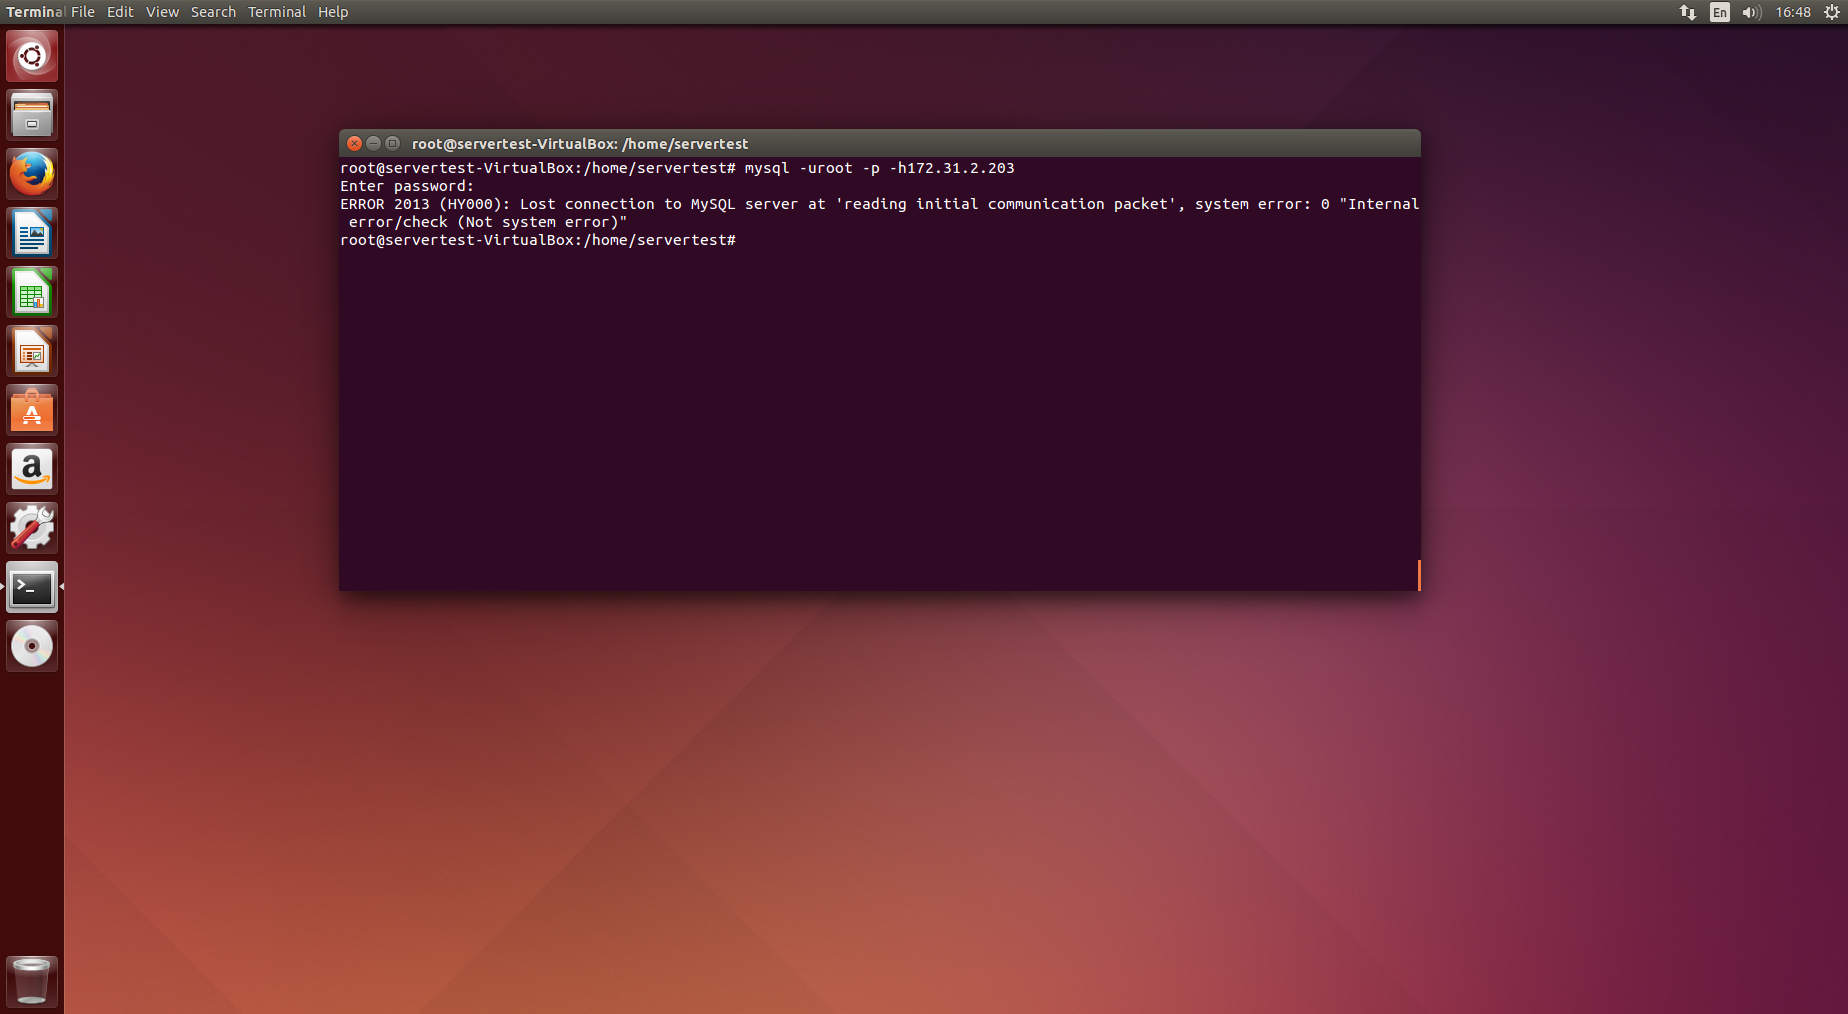 Terminal File Edit View Search Terminal Help
En 16:48
root@servertest-VirtualBox: /home/servertest
root@servertest-VirtualBox:/home/servertest# mysql -uroot -p -h172.31.2.203
Enter password:
ERROR 2013 (HY000): Lost connection to MySQL server at 'reading initial communication packet', system error: 0 "Internal
error/check (Not system error)"
root@servertest-VirtualBox:/home/servertest#